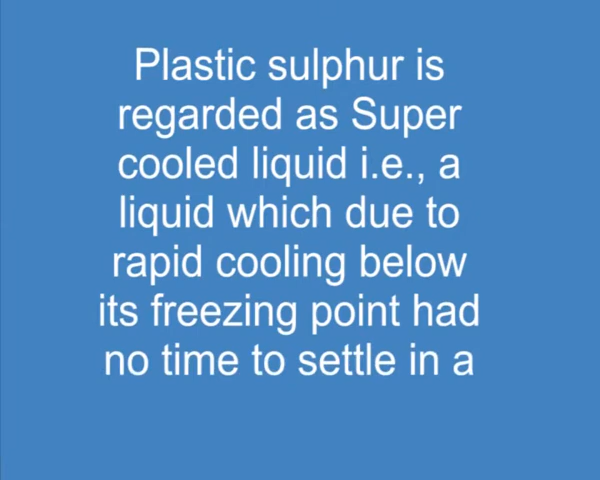 Plastic sulphur is
regarded as Super
cooled liquid i.e., a
liquid which due to
rapid cooling below
its freezing point had
no time to settle in a